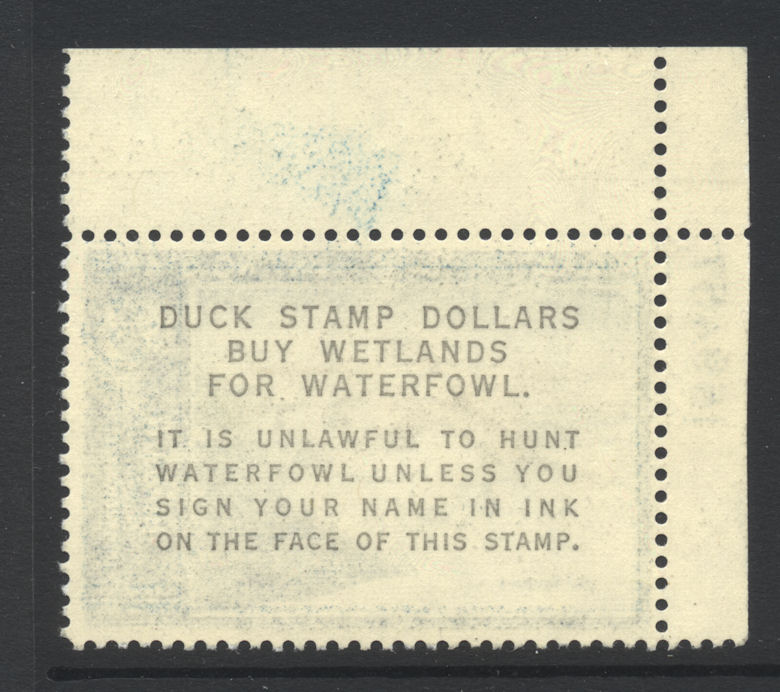 DUCK STAMP DOLLARS
BUY WETLANDS
FOR WATERFOWL.
IT IS UNLAWFUL TO HUNT
WATERFOWL UNLESS YOU
SIGN YOUR NAME IN INK
ON THE FACE OF THIS STAMP.